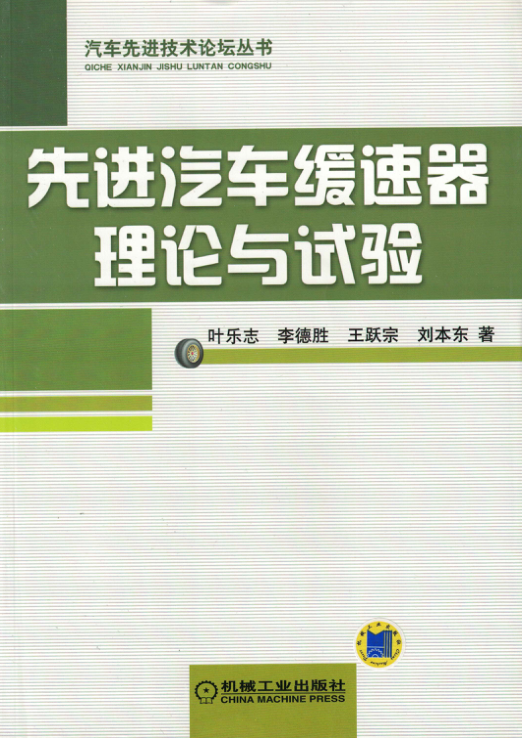 汽车先进技术论坛丛书
QICHE XIANJIN JISHU LUNTAN CONGSHU
先进汽车缓速器
理论与试验
叶乐志 李德胜 王跃宗 刘本东 著
机械工业出版社
CHINA MACHINE PRESS